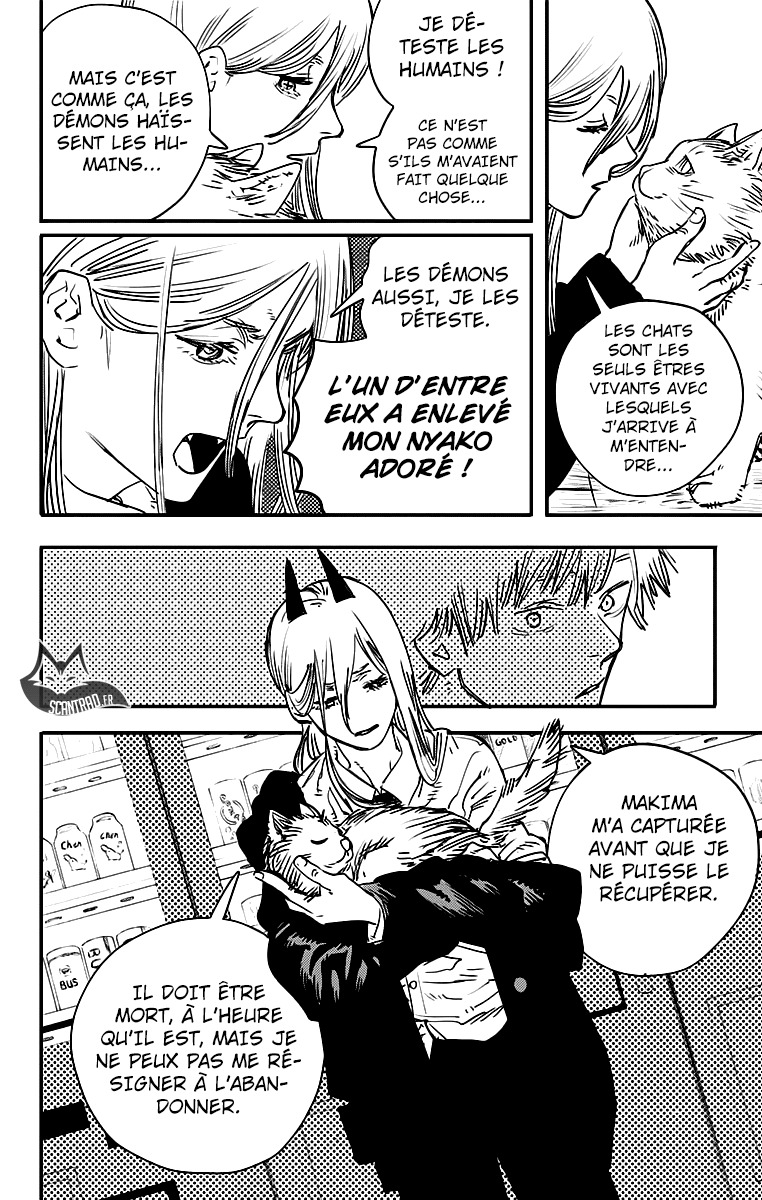 LES CHATS
SONT LES
SEULS ÊTRES
VIVANTS AVEC
LESQUELS
J'ARRIVE À
M'ENTEN-
DRE...
JE DÉ-
TESTE LES
HUMAINS !
CE N'EST
PAS COMME
S'ILS M'AVAIENT
FAIT QUELQUE
CHOSE...
MAIS C'EST
COMME ÇA, LES
DÉMONS HAÏS-
SENT LES HU-
MAINS...
LES DÉMONS
AUSSI, JE LES
DÉTESTE.
L'UN D'ENTRE
EUX A ENLEVÉ
MON NYAKO
ADORÉ !
SCANTRAD.FR
GOLD
MAKIMA
M'A CAPTURÉE
AVANT QUE JE
NE PUISSE LE
RÉCUPÉRER.
Chen
Chen
BUS
IL DOIT ÊTRE
MORT, À L'HEURE
QU'IL EST, MAIS JE
NE PEUX PAS ME RÉ-
SIGNER À L'ABAN-
DONNER.